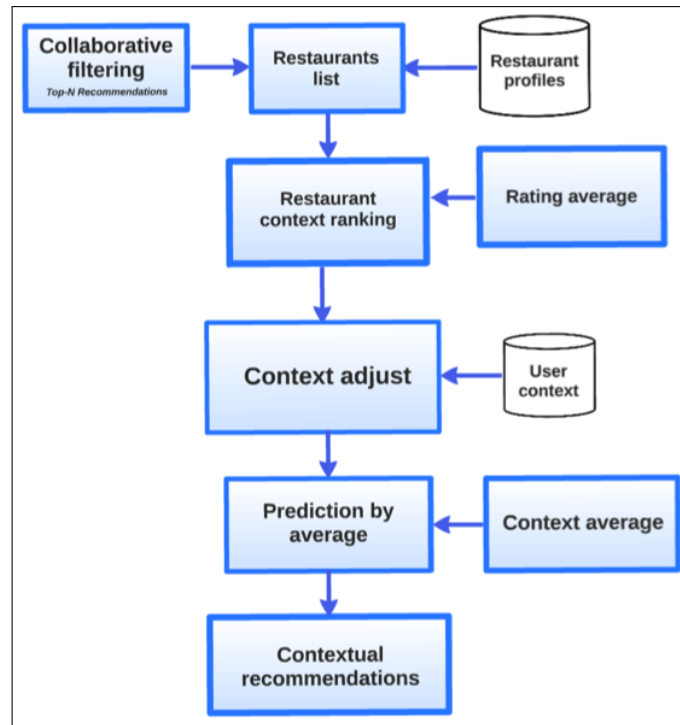 Collaborative
filtering
Top-N Recommendations
Restaurants
list
Restaurant
profiles
Restaurant
context ranking
Rating average
Context adjust
User
context
Prediction by
average
Context average
Contextual
recommendations